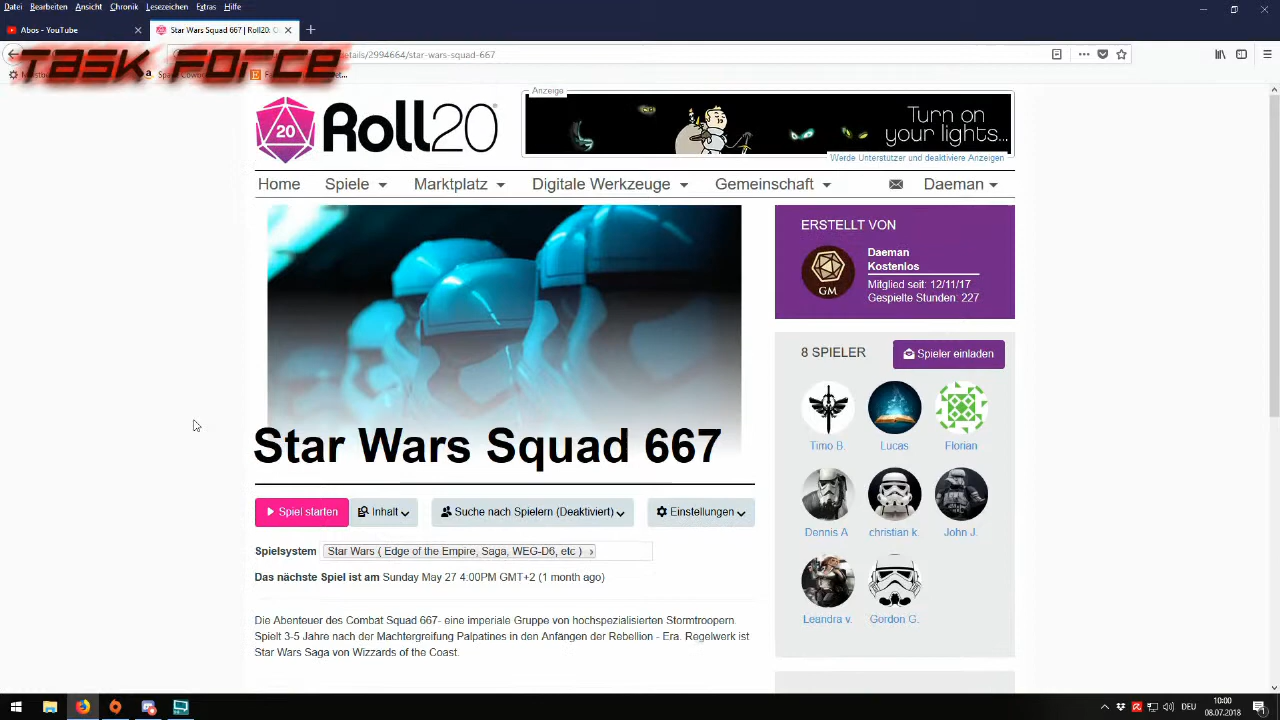 Datei Bearbeiten Ansicht Chronik Lesezeichen Extras Hilfe
Abos - YouTube
Star Wars Squad 667 | Roll20: C
TASK FORCE
details/2994664/star-wars-squad-667
Anzeige
20
Roll20
Turn on
your lights...
Werde Unterstützer und deaktiviere Anzeigen
Home Spiele Marktplatz Digitale Werkzeuge Gemeinschaft Daeman
ERSTELLT VON
GM
Daeman
Kostenlos
Mitglied seit: 12/11/17
Gespielte Stunden: 227
8 SPIELER
Spieler einladen
Timo B. Lucas Florian
Star Wars Squad 667
Spiel starten Inhalt Suche nach Spielern (Deaktiviert) Einstellungen
Dennis A christian k. John J.
Spielsystem Star Wars ( Edge of the Empire, Saga, WEG-D6, etc ) ›
Das nächste Spiel ist am Sunday May 27 4:00PM GMT+2 (1 month ago)
Leandra v. Gordon G.
Die Abenteuer des Combat Squad 667- eine imperiale Gruppe von hochspezialisierten Stormtroopern.
Spielt 3-5 Jahre nach der Machtergreifung Palpatines in den Anfängen der Rebellion - Era. Regelwerk ist
Star Wars Saga von Wizzards of the Coast.
DEU
10:00
08.07.2018